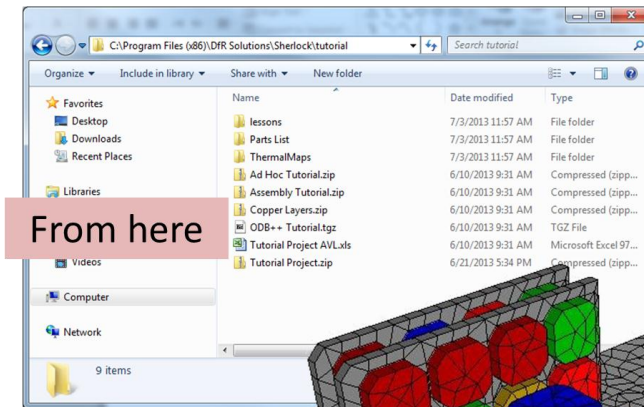 C:\Program Files (x86)\DfR Solutions\Sherlock\tutorial
Search tutorial
Organize
Include in library
Share with
New folder
Favorites
Desktop
Downloads
Recent Places
Libraries
From here
Videos
Computer
Network
Name Date modified Type
lessons 7/3/2013 11:57 AM File folder
Parts List 7/3/2013 11:57 AM File folder
ThermalMaps 7/3/2013 11:57 AM File folder
Ad Hoc Tutorial.zip 6/10/2013 9:31 AM Compressed (zipp...
Assembly Tutorial.zip 6/10/2013 9:31 AM Compressed (zipp...
Copper Layers.zip 6/10/2013 9:31 AM Compressed (zipp...
ODB++ Tutorial.tgz 6/10/2013 9:31 AM TGZ File
Tutorial Project AVL.xls 6/10/2013 9:31 AM Microsoft Excel 97...
Tutorial Project.zip 6/21/2013 5:34 PM Compressed (zipp...
9 items